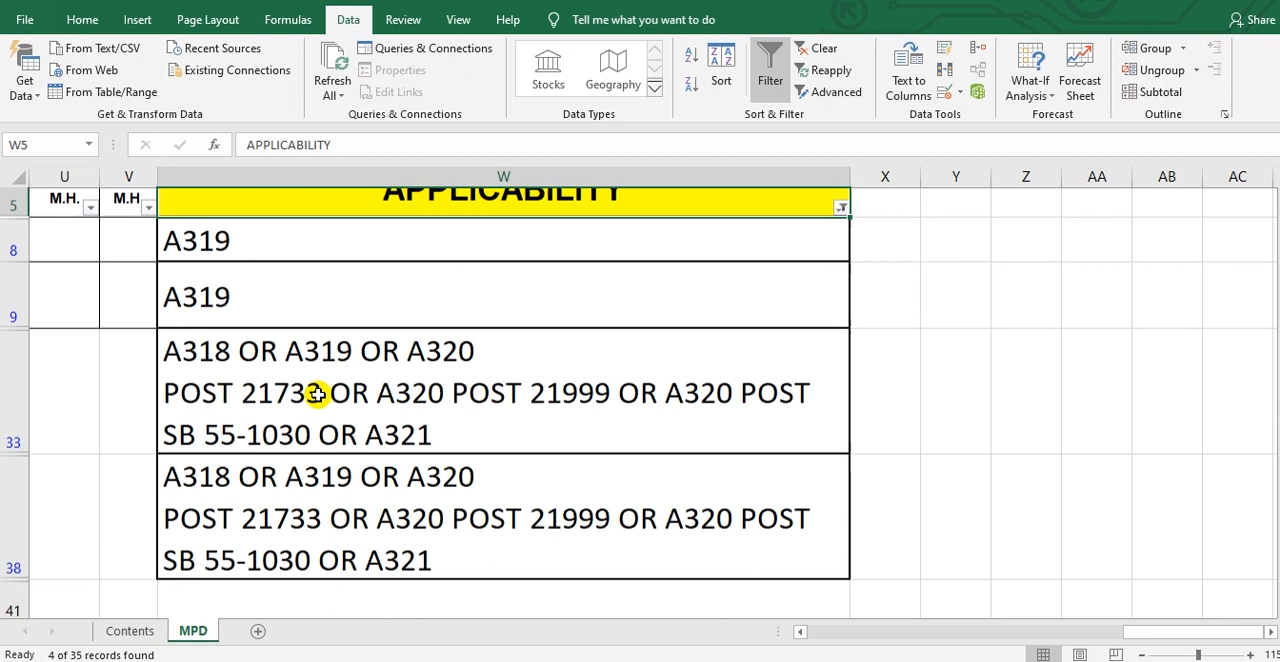 File Home Insert Page Layout Formulas Data Review View Help Tell me what you want to do Share
Get Data From Text/CSV Recent Sources
From Web Existing Connections
From Table/Range
Get & Transform Data
Refresh All Queries & Connections
Properties
Edit Links
Queries & Connections
Stocks Geography
Data Types
Sort Filter Clear
Reapply
Advanced
Sort & Filter
Text to Columns
Data Tools
What-If Analysis Forecast Sheet
Forecast
Group
Ungroup
Subtotal
Outline
W5 fx APPLICABILITY
U V W X Y Z AA AB AC
5 M.H. M.H APPLICABILITY
8 A319
9 A319
A318 OR A319 OR A320
POST 21733 OR A320 POST 21999 OR A320 POST
33 SB 55-1030 OR A321
A318 OR A319 OR A320
POST 21733 OR A320 POST 21999 OR A320 POST
38 SB 55-1030 OR A321
41
Contents MPD
Ready 4 of 35 records found 115